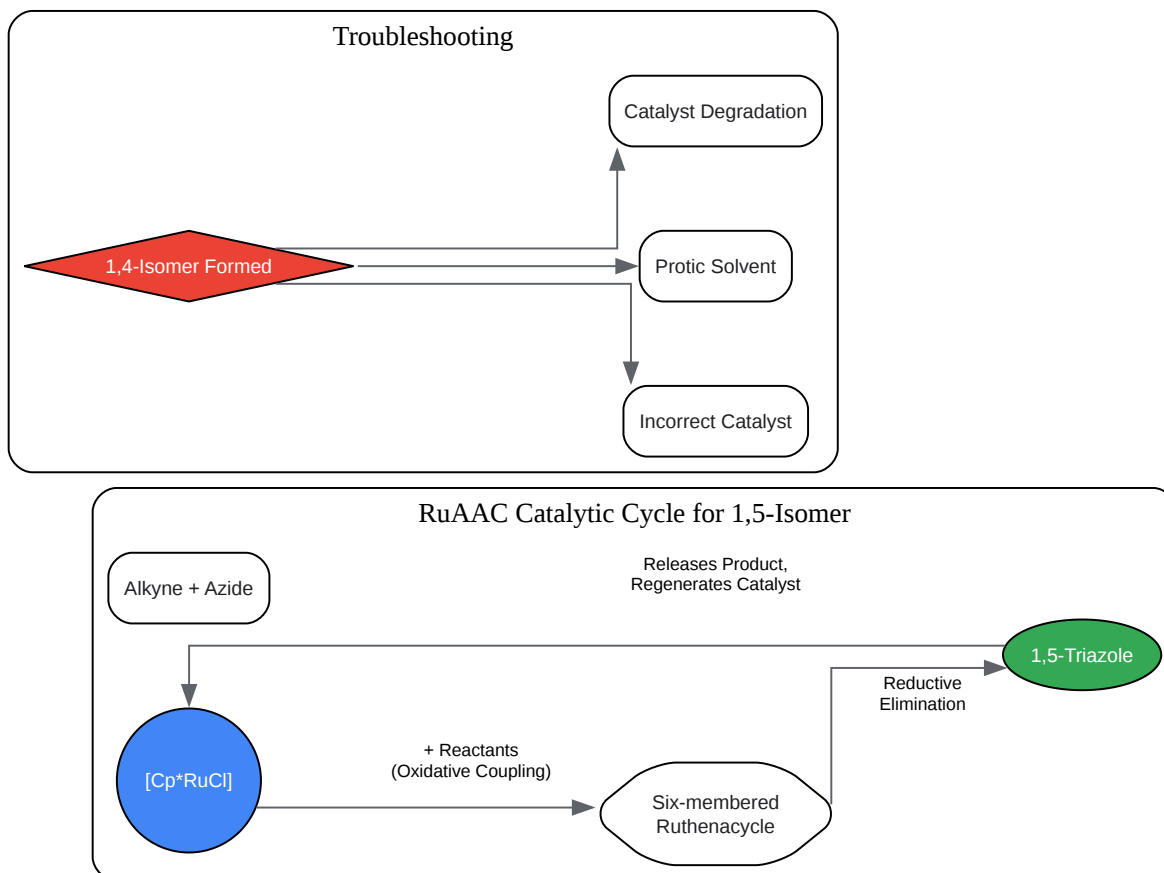 Troubleshooting
Catalyst Degradation
1,4-Isomer Formed
Protic Solvent
Incorrect Catalyst
RuAAC Catalytic Cycle for 1,5-Isomer
Alkyne + Azide
Releases Product,
Regenerates Catalyst
1,5-Triazole
Reductive
Elimination
[Cp*RuCl]
+ Reactants
(Oxidative Coupling)
Six-membered
Ruthenacycle